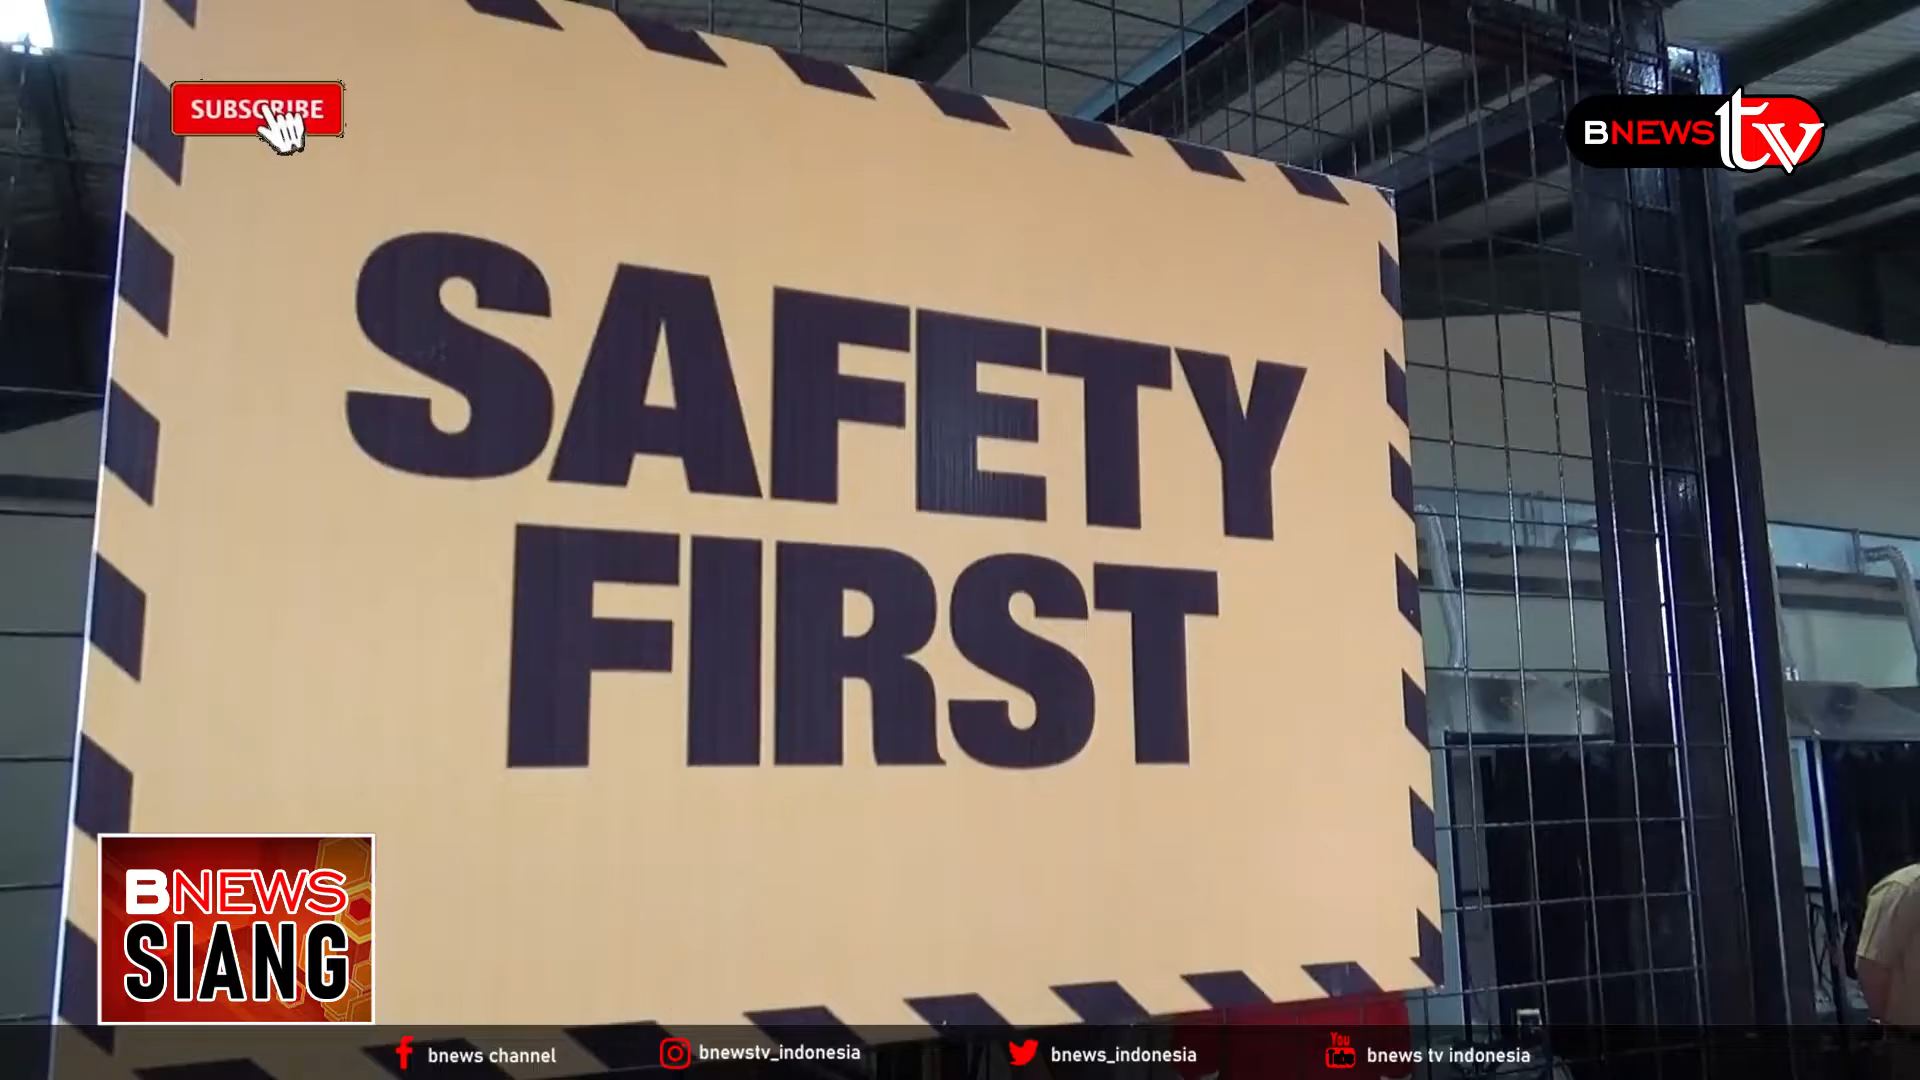 SUBSCRIBE
BNEWS tv
SAFETY
FIRST
BNEWS
SIANG
bnews channel
bnewstv_indonesia
bnews_indonesia
You
Tube
bnews tv indonesia